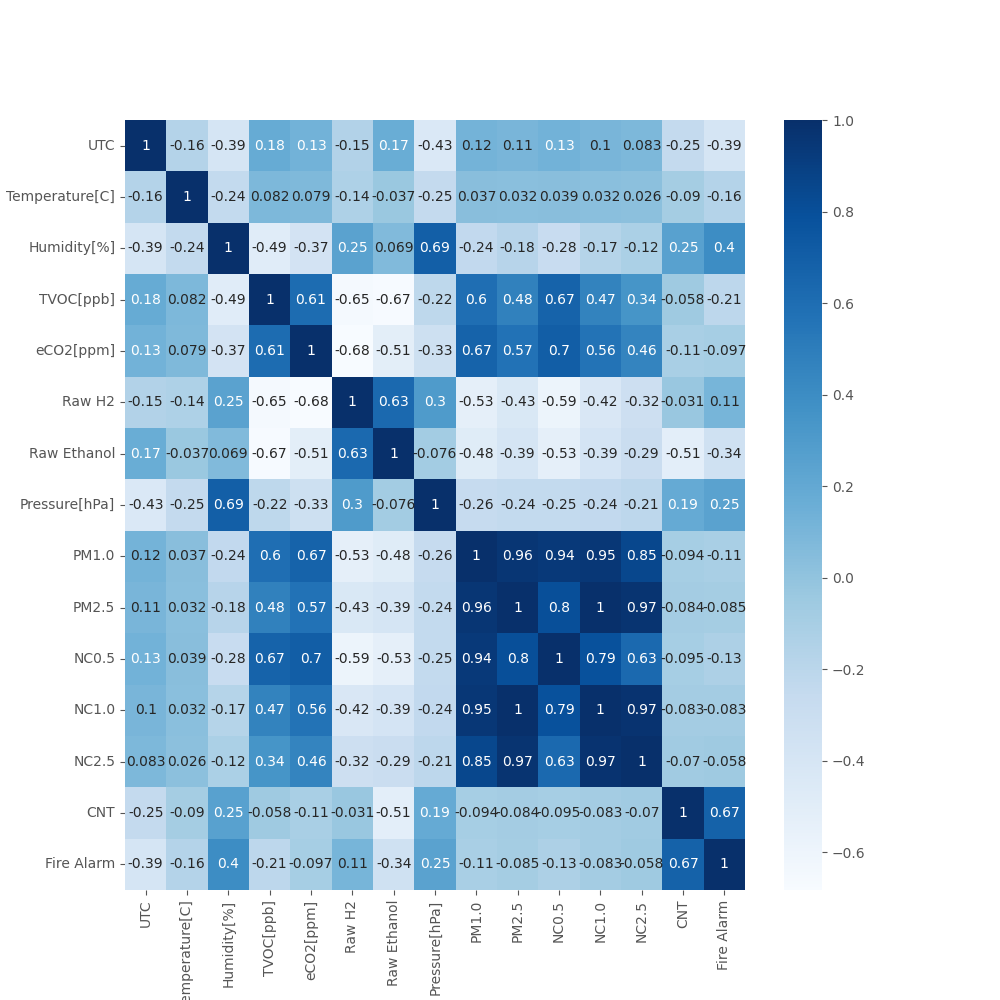 UTC 1 -0.16 -0.39 0.18 0.13 -0.15 0.17 -0.43 0.12 0.11 0.13 0.1 0.083 -0.25 -0.39
Temperature[C] -0.16 1 -0.24 0.082 0.079 -0.14 -0.037 -0.25 0.037 0.032 0.039 0.032 0.026 -0.09 -0.16
Humidity[%] -0.39 -0.24 1 -0.49 -0.37 0.25 0.069 0.69 -0.24 -0.18 -0.28 -0.17 -0.12 0.25 0.4
TVOC[ppb] 0.18 0.082 -0.49 1 0.61 -0.65 -0.67 -0.22 0.6 0.48 0.67 0.47 0.34 -0.058 -0.21
eCO2[ppm] 0.13 0.079 -0.37 0.61 1 -0.68 -0.51 -0.33 0.67 0.57 0.7 0.56 0.46 -0.11 -0.097
Raw H2 -0.15 -0.14 0.25 -0.65 -0.68 1 0.63 0.3 -0.53 -0.43 -0.59 -0.42 -0.32 -0.031 0.11
Raw Ethanol 0.17 -0.037 0.069 -0.67 -0.51 0.63 1 -0.076 -0.48 -0.39 -0.53 -0.39 -0.29 -0.51 -0.34
Pressure[hPa] -0.43 -0.25 0.69 -0.22 -0.33 0.3 -0.076 1 -0.26 -0.24 -0.25 -0.24 -0.21 0.19 0.25
PM1.0 0.12 0.037 -0.24 0.6 0.67 -0.53 -0.48 -0.26 1 0.96 0.94 0.95 0.85 -0.094 -0.11
PM2.5 0.11 0.032 -0.18 0.48 0.57 -0.43 -0.39 -0.24 0.96 1 0.8 1 0.97 -0.084 -0.085
NC0.5 0.13 0.039 -0.28 0.67 0.7 -0.59 -0.53 -0.25 0.94 0.8 1 0.79 0.63 -0.095 -0.13
NC1.0 0.1 0.032 -0.17 0.47 0.56 -0.42 -0.39 -0.24 0.95 1 0.79 1 0.97 -0.083 -0.083
NC2.5 0.083 0.026 -0.12 0.34 0.46 -0.32 -0.29 -0.21 0.85 0.97 0.63 0.97 1 -0.07 -0.058
CNT -0.25 -0.09 0.25 -0.058 -0.11 -0.031 -0.51 0.19 -0.094 -0.084 -0.095 -0.083 -0.07 1 0.67
Fire Alarm -0.39 -0.16 0.4 -0.21 -0.097 0.11 -0.34 0.25 -0.11 -0.085 -0.13 -0.083 -0.058 0.67 1
UTC
emperature[C]
Humidity[%]
TVOC[ppb]
eCO2[ppm]
Raw H2
Raw Ethanol
Pressure[hPa]
PM1.0
PM2.5
NC0.5
NC1.0
NC2.5
CNT
Fire Alarm
1.0
0.8
0.6
0.4
0.2
0.0
−0.2
−0.4
−0.6